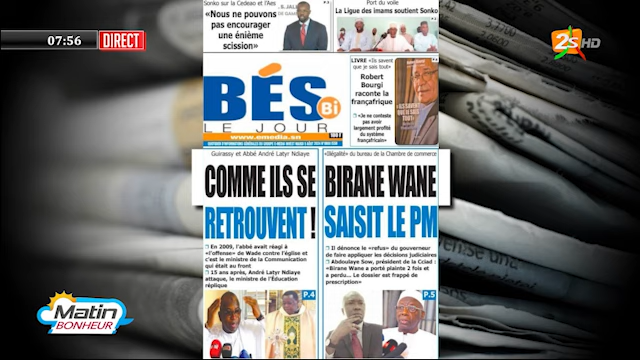 07:56 DIRECT
2S HD
Sonko sur la Cedeao et l'Aes
«Nous ne pouvons
pas encourager
une énième
scission»
Port du voile
La Ligue des imams soutient Sonko
LIVRE «Ils savent
que je sais tout»
Robert
Bourgi
raconte la
françafrique
«Je ne conteste
pas avoir
largement profité
du système
françafricain»
BÉS Bi
LE JOUR
www.emedia.sn
Guirassy et Abbé André Latyr Ndiaye
COMME ILS SE
RETROUVENT !
En 2009, l'abbé avait réagi à
«l'offense» de Wade contre l'église et
c'est le ministre de la Communication
qui était au front
15 ans après, André Latyr Ndiaye
attaque, le ministre de l'Éducation
réplique
P.4
«Illégalité» du bureau de la Chambre de commerce
BIRANE WANE
SAISIT LE PM
Il dénonce le «refus» du gouverneur
de faire appliquer les décisions judiciaires
Abdoulaye Sow, président de la Cciad :
«Birane Wane a porté plainte 2 fois et
a perdu... Le dossier est frappé de
prescription»
P.5
Matin
BONHEUR